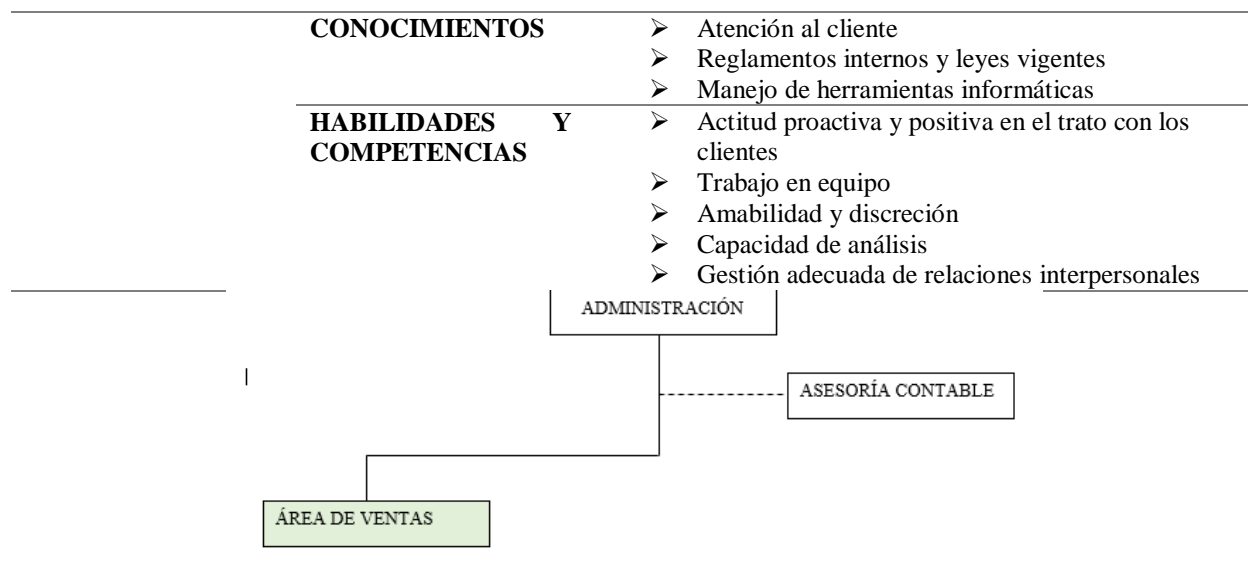 CONOCIMIENTOS
➢ Atención al cliente
➢ Reglamentos internos y leyes vigentes
➢ Manejo de herramientas informáticas
HABILIDADES Y
COMPETENCIAS
➢ Actitud proactiva y positiva en el trato con los
clientes
➢ Trabajo en equipo
➢ Amabilidad y discreción
➢ Capacidad de análisis
➢ Gestión adecuada de relaciones interpersonales
ADMINISTRACIÓN
ASESORÍA CONTABLE
ÁREA DE VENTAS